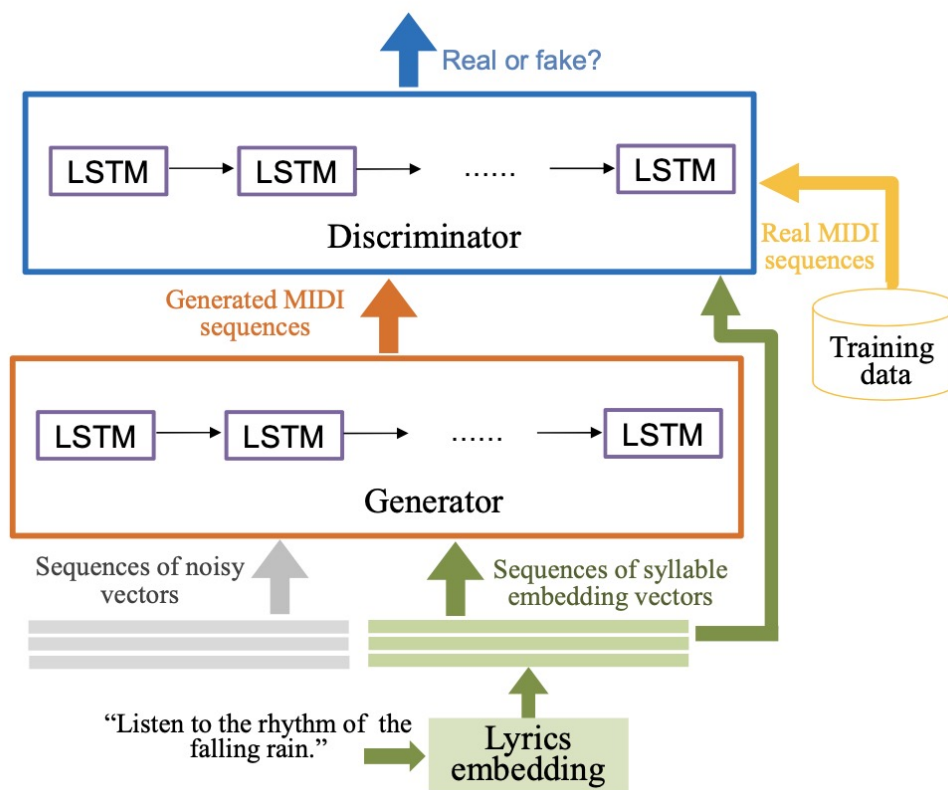 Real or fake?
LSTM
LSTM
......
LSTM
Discriminator
Real MIDI
sequences
Generated MIDI
sequences
Training
data
LSTM
LSTM
......
LSTM
Generator
Sequences of noisy
vectors
Sequences of syllable
embedding vectors
“Listen to the rhythm of the
falling rain.”
Lyrics
embedding